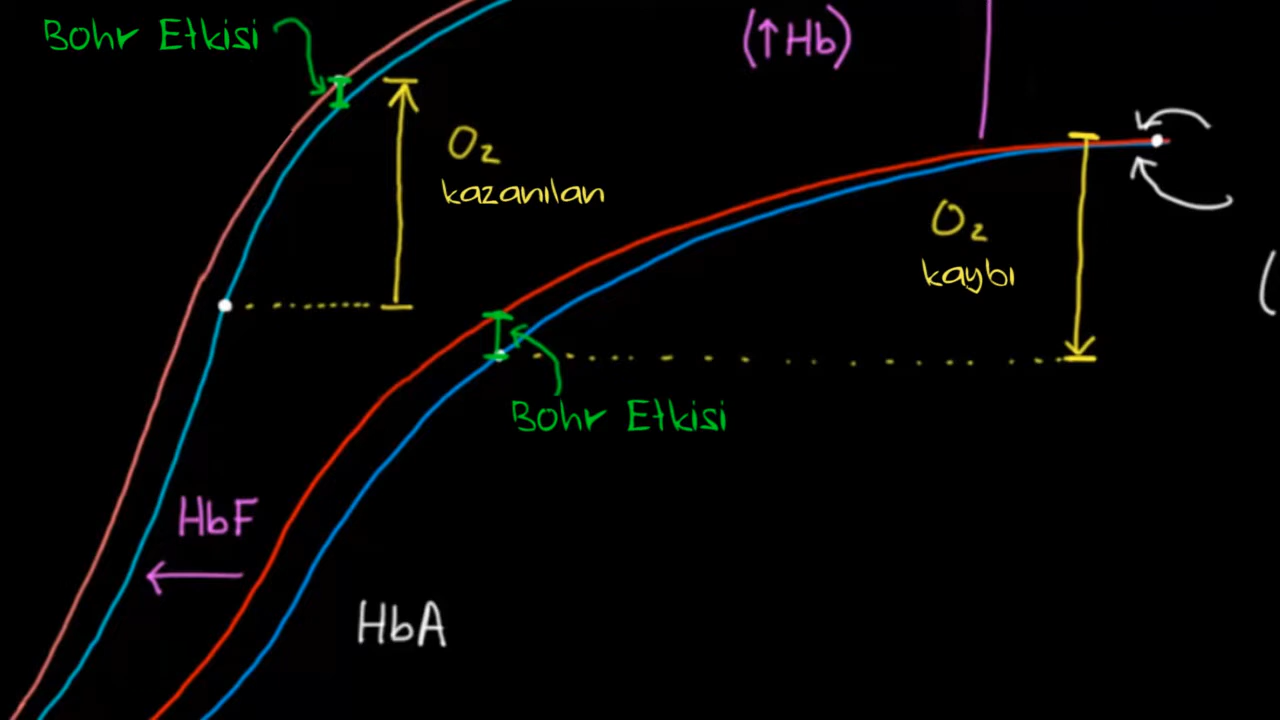 Bohr Etkisi
(↑Hb)
O₂
kazanılan
O₂
kaybı
Bohr Etkisi
HbF
HbA